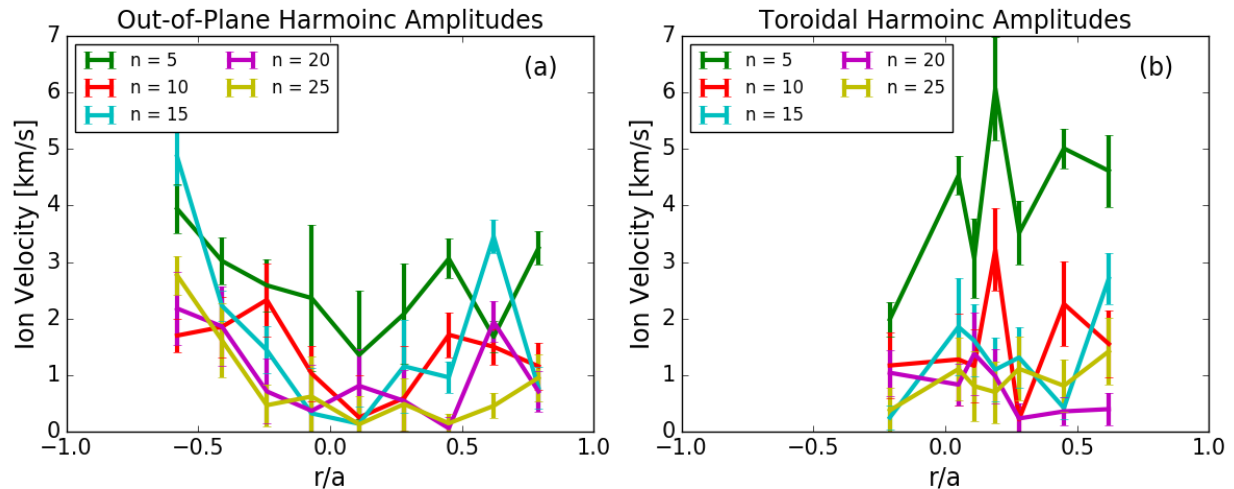 Out-of-Plane Harmoinc Amplitudes
7
6
5
4
3
2
1
0
Ion Velocity [km/s]
n = 5
n = 10
n = 15
n = 20
n = 25
(a)
−1.0 −0.5 0.0 0.5 1.0
r/a
Toroidal Harmoinc Amplitudes
7
6
5
4
3
2
1
0
Ion Velocity [km/s]
n = 5
n = 10
n = 15
n = 20
n = 25
(b)
−1.0 −0.5 0.0 0.5 1.0
r/a